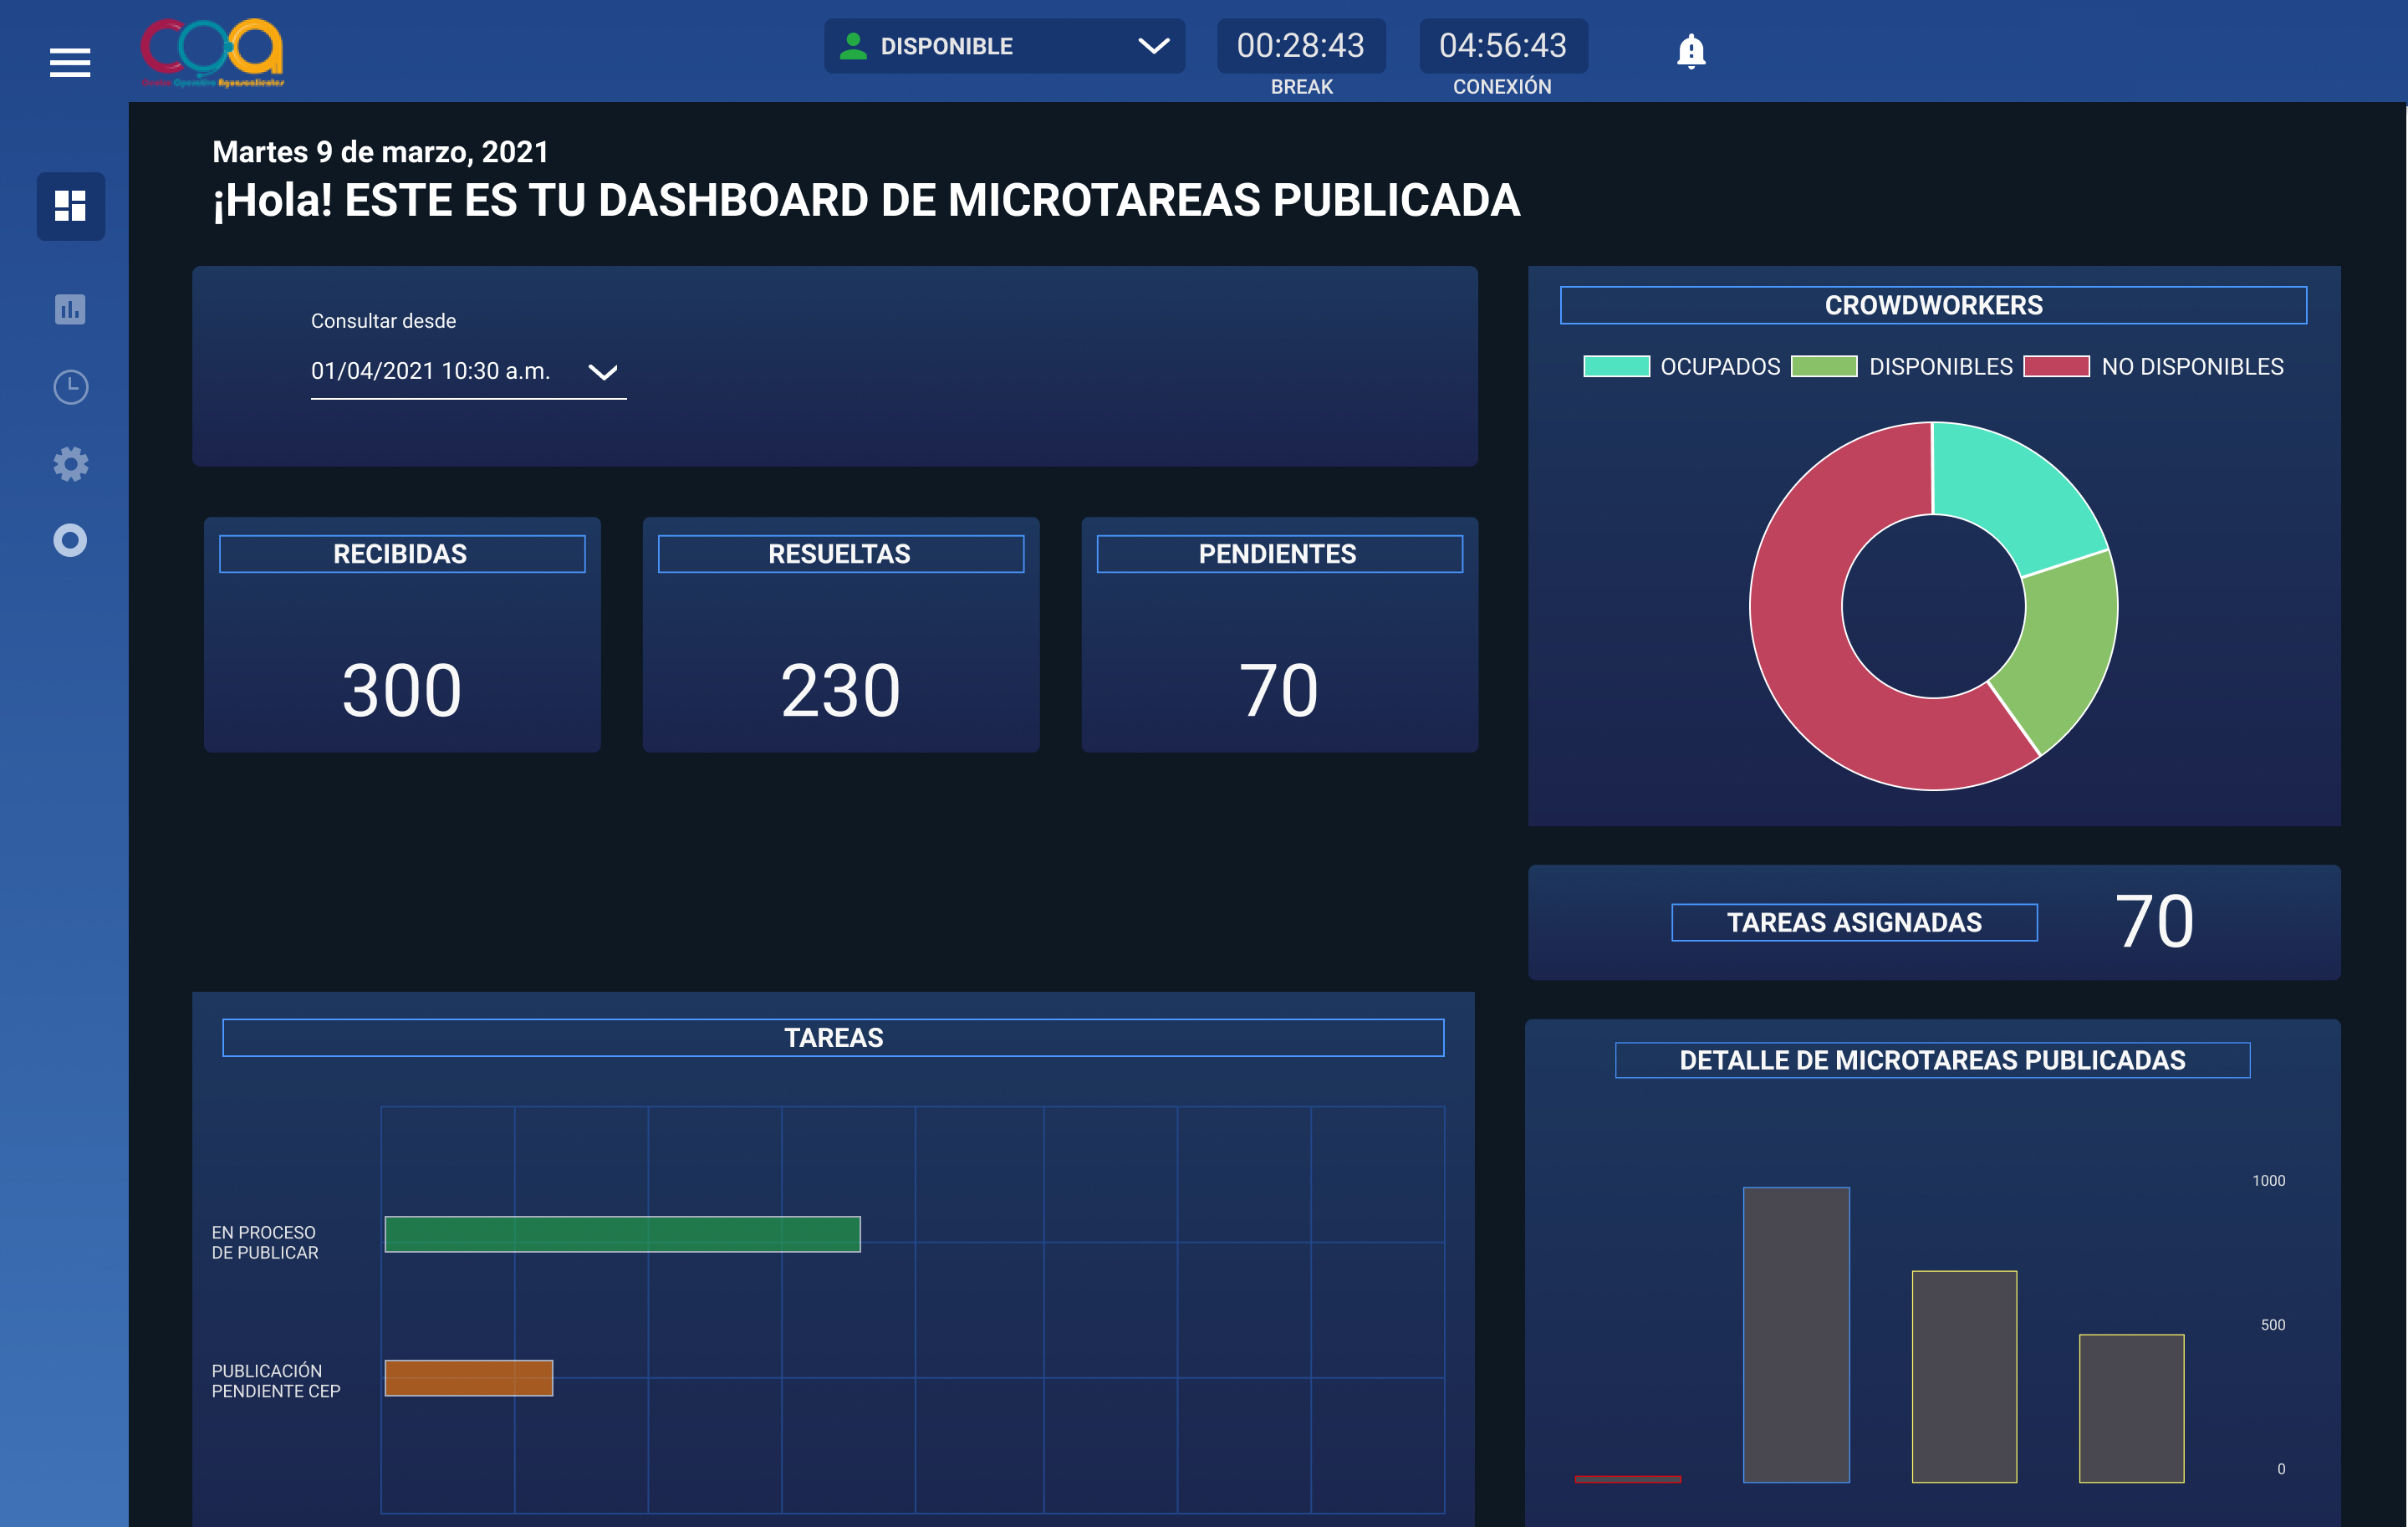 DISPONIBLE
00:28:43
BREAK
04:56:43
CONEXIÓN
Martes 9 de marzo, 2021
¡Hola! ESTE ES TU DASHBOARD DE MICROTAREAS PUBLICADA
Consultar desde
01/04/2021 10:30 a.m.
RECIBIDAS
300
RESUELTAS
230
PENDIENTES
70
CROWDWORKERS
OCUPADOS
DISPONIBLES
NO DISPONIBLES
TAREAS ASIGNADAS
70
TAREAS
EN PROCESO
DE PUBLICAR
PUBLICACIÓN
PENDIENTE CEP
DETALLE DE MICROTAREAS PUBLICADAS
1000
500
0